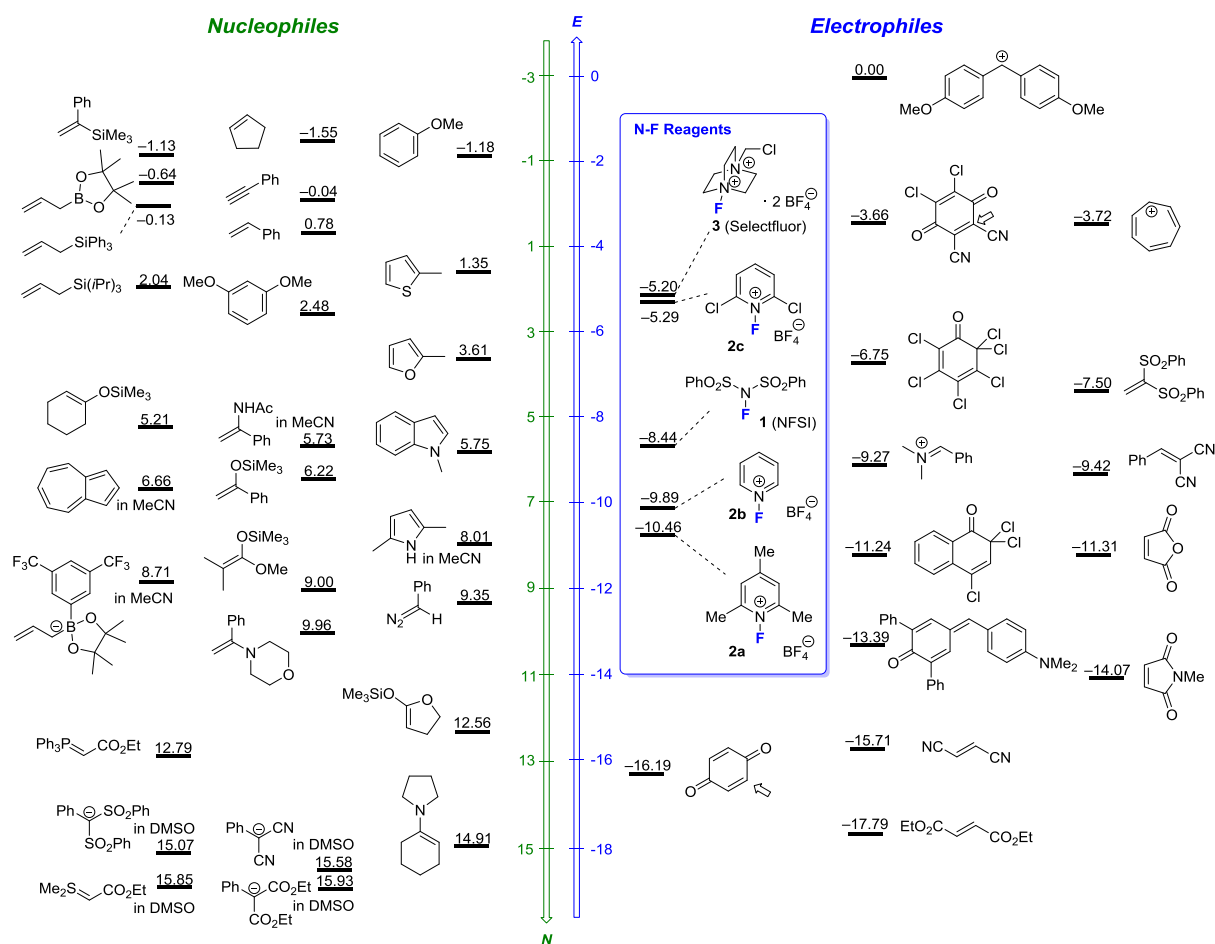 Nucleophiles
E
Electrophiles
-3
-1
1
3
5
7
9
11
13
15
N
0
-2
-4
-6
-8
-10
-12
-14
-16
-18
Ph
SiMe3
–1.13
–1.55
OMe
–1.18
O
B
O
–0.64
–0.13
Ph
–0.04
Ph
0.78
SiPh3
Si(iPr)3
2.04
MeO
OMe
2.48
S
1.35
O
3.61
OSiMe3
5.21
NHAc
Ph
in MeCN
5.73
N
5.75
6.66
in MeCN
OSiMe3
Ph
6.22
N
H
8.01
in MeCN
F3C
CF3
B⊖
O
O
8.71
in MeCN
OSiMe3
OMe
9.00
Ph
N2
H
9.35
Ph
N
O
9.96
Me3SiO
O
12.56
Ph3P
CO2Et
12.79
Ph
⊖
SO2Ph
SO2Ph
in DMSO
15.07
Ph
⊖
CN
CN
in DMSO
15.58
N
14.91
Me2S
CO2Et
15.85
in DMSO
Ph
⊖
CO2Et
CO2Et
15.93
in DMSO
N-F Reagents
Cl
N⊕
N⊕
F
· 2 BF4⊖
3 (Selectfluor)
–5.20
–5.29
Cl
⊕
N
Cl
F
BF4⊖
2c
PhO2S
N
SO2Ph
F
1 (NFSI)
–8.44
–9.89
⊕
N
F
BF4⊖
2b
–10.46
Me
⊕
Me
N
Me
F
BF4⊖
2a
0.00
⊕
MeO
OMe
–3.66
Cl
Cl
O
O
CN
CN
–3.72
⊕
–6.75
O
Cl
Cl
Cl
Cl
Cl
Cl
–7.50
SO2Ph
SO2Ph
–9.27
⊕
N
Ph
–9.42
Ph
CN
CN
–11.24
O
Cl
Cl
Cl
–11.31
O
O
O
–13.39
Ph
O
Ph
NMe2
–14.07
O
N
Me
O
–15.71
NC
CN
–16.19
O
O
–17.79
EtO2C
CO2Et